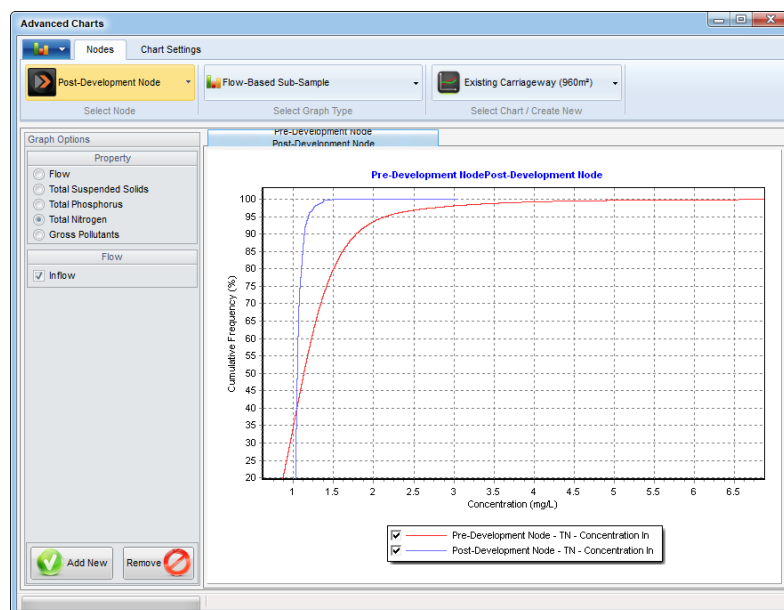 Advanced Charts
Nodes Chart Settings
Post-Development Node Flow-Based Sub-Sample Existing Carriageway (960m²)
Select Node Select Graph Type Select Chart / Create New
Graph Options
Property
Flow
Total Suspended Solids
Total Phosphorus
Total Nitrogen
Gross Pollutants
Flow
Inflow
Add New Remove
Pre-Development Node
Post-Development Node
Pre-Development NodePost-Development Node
Cumulative Frequency (%)
100
95
90
85
80
75
70
65
60
55
50
45
40
35
30
25
20
1 1.5 2 2.5 3 3.5 4 4.5 5 5.5 6 6.5
Concentration (mg/L)
Pre-Development Node - TN - Concentration In
Post-Development Node - TN - Concentration In